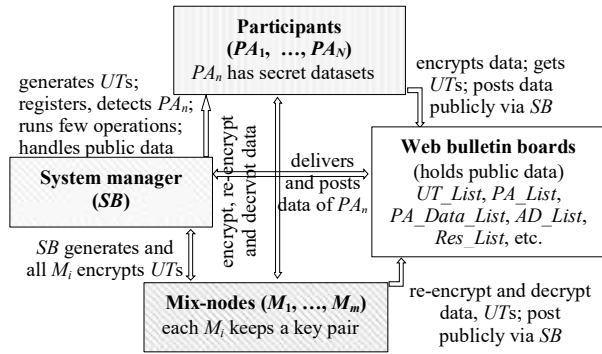 Participants
(PA1, …, PAN)
PAn has secret datasets
generates UTs;
registers, detects PAn;
runs few operations;
handles public data
encrypts data; gets
UTs; posts data
publicly via SB
System manager
(SB)
encrypt, re-encrypt
and decrypt data
delivers
and posts
data of PAn
Web bulletin boards
(holds public data)
UT_List, PA_List,
PA_Data_List, AD_List,
Res_List, etc.
SB generates and
all Mi encrypts UTs
Mix-nodes (M1, …, Mm)
each Mi keeps a key pair
re-encrypt and decrypt
data, UTs; post
publicly via SB